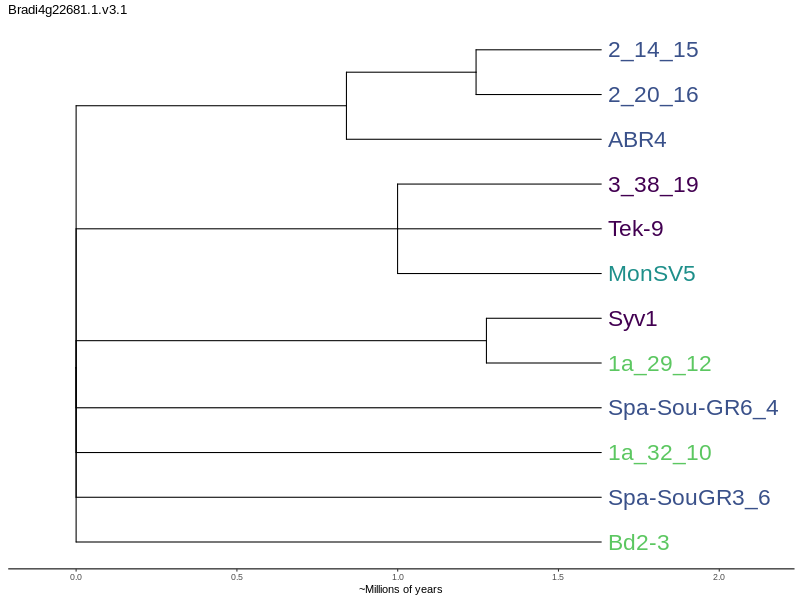 Bradi4g22681.1.v3.1
2_14_15
2_20_16
ABR4
3_38_19
Tek-9
MonSV5
Syv1
1a_29_12
Spa-Sou-GR6_4
1a_32_10
Spa-SouGR3_6
Bd2-3
0.0 0.5 1.0 1.5 2.0
~Millions of years